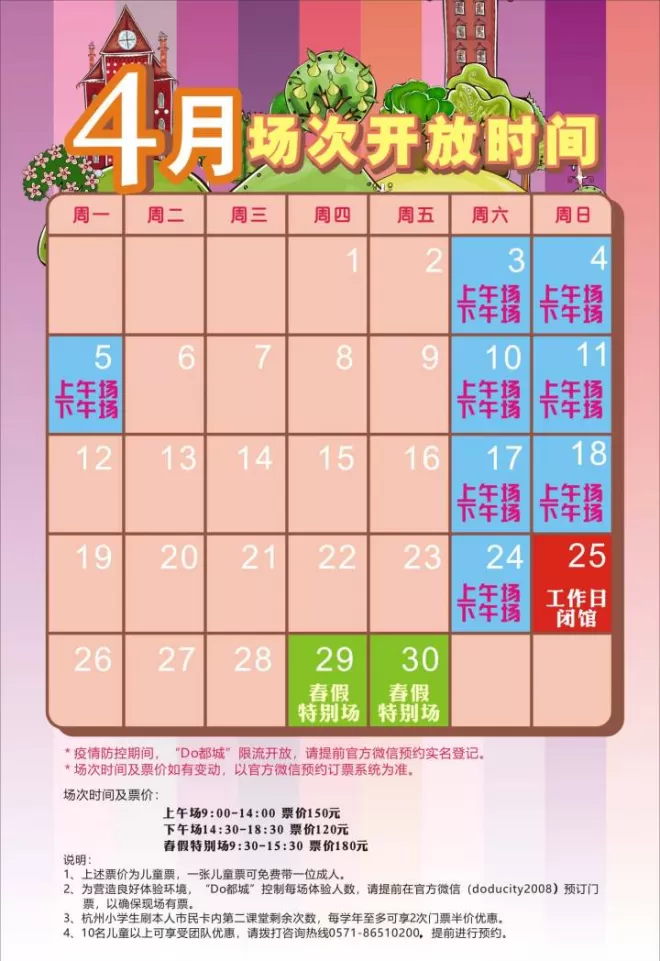 4月场次开放时间
周一 周二 周三 周四 周五 周六 周日
1 2 3 4
上午场 上午场
下午场 下午场
5 6 7 8 9 10 11
上午场 上午场 上午场
下午场 下午场 下午场
12 13 14 15 16 17 18
上午场 上午场
下午场 下午场
19 20 21 22 23 24 25
上午场 工作日
下午场 闭馆
26 27 28 29 30
春假 春假
特别场 特别场
*疫情防控期间，“Do都城”限流开放，请提前官方微信预约实名登记。
*场次时间及票价如有变动，以官方微信预约订票系统为准。
场次时间及票价：
上午场9:00-14:00 票价150元
下午场14:30-18:30 票价120元
春假特别场9:30-15:30 票价180元
说明：
1、上述票价为儿童票，一张儿童票可免费带一位成人。
2、为营造良好体验环境，“Do都城”控制每场体验人数，请提前在官方微信（doducity2008）预订门
票，以确保现场有票。
3、杭州小学生刷本人市民卡内第二课堂剩余次数，每学年至多可享2次门票半价优惠。
4、10名儿童以上可享受团队优惠，请拨打咨询热线0571-86510200，提前进行预约。